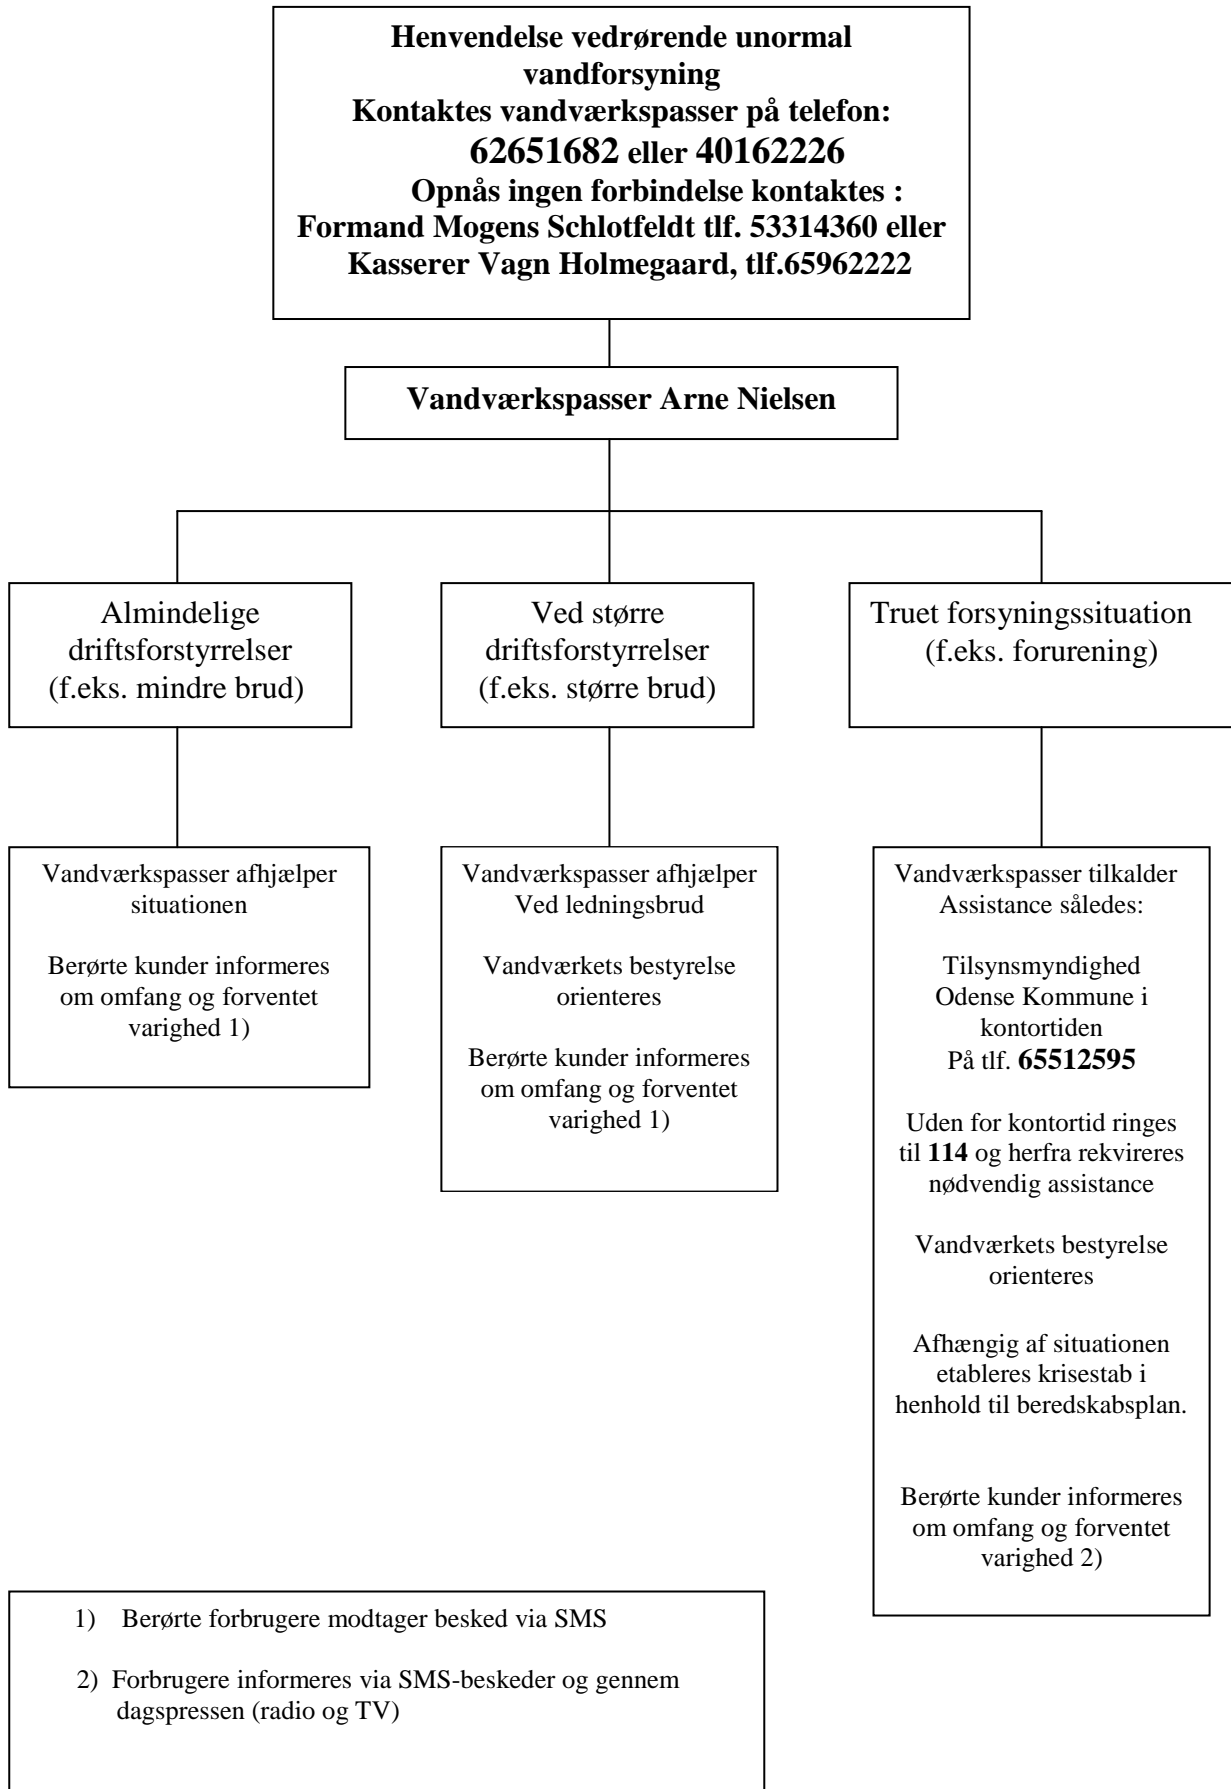 Henvendelse vedrørende unormal
vandforsyning
Kontaktes vandværkspasser på telefon:
62651682 eller 40162226
Opnås ingen forbindelse kontaktes :
Formand Mogens Schlotfeldt tlf. 53314360 eller
Kasserer Vagn Holmegaard, tlf.65962222
Vandværkspasser Arne Nielsen
Almindelige
driftsforstyrrelser
(f.eks. mindre brud)
Ved større
driftsforstyrrelser
(f.eks. større brud)
Truet forsyningssituation
(f.eks. forurening)
Vandværkspasser afhjælper
situationen
Berørte kunder informeres
om omfang og forventet
varighed 1)
Vandværkspasser afhjælper
Ved ledningsbrud
Vandværkets bestyrelse
orienteres
Berørte kunder informeres
om omfang og forventet
varighed 1)
Vandværkspasser tilkalder
Assistance således:
Tilsynsmyndighed
Odense Kommune i
kontortiden
På tlf. 65512595
Uden for kontortid ringes
til 114 og herfra rekvireres
nødvendig assistance
Vandværkets bestyrelse
orienteres
Afhængig af situationen
etableres krisestab i
henhold til beredskabsplan.
Berørte kunder informeres
om omfang og forventet
varighed 2)
1) Berørte forbrugere modtager besked via SMS
2) Forbrugere informeres via SMS-beskeder og gennem
dagspressen (radio og TV)